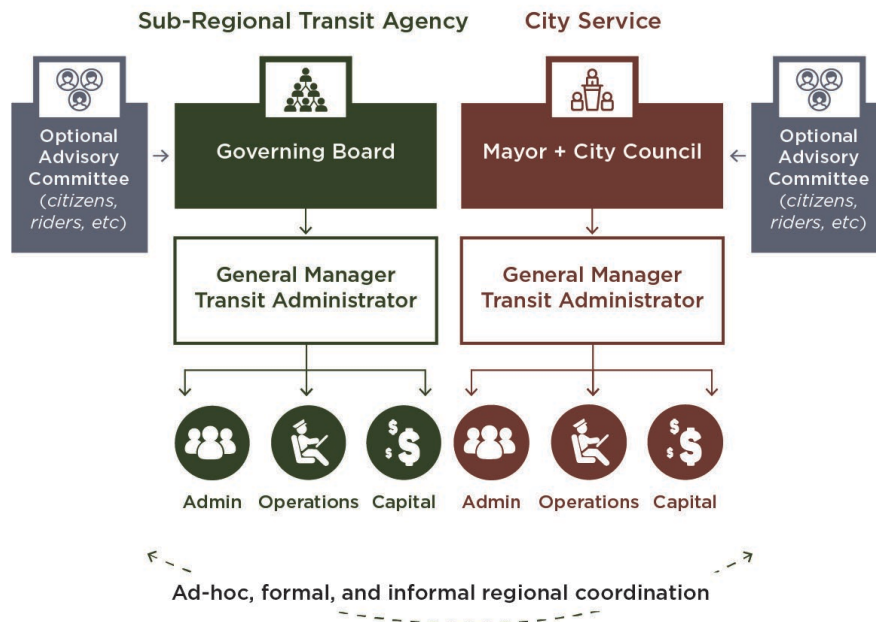 Sub-Regional Transit Agency
City Service
Optional
Advisory
Committee
(citizens,
riders, etc)
Governing Board
Mayor + City Council
Optional
Advisory
Committee
(citizens,
riders, etc)
General Manager
Transit Administrator
General Manager
Transit Administrator
$
$
$
$
$
$
Admin
Operations
Capital
Admin
Operations
Capital
Ad-hoc, formal, and informal regional coordination